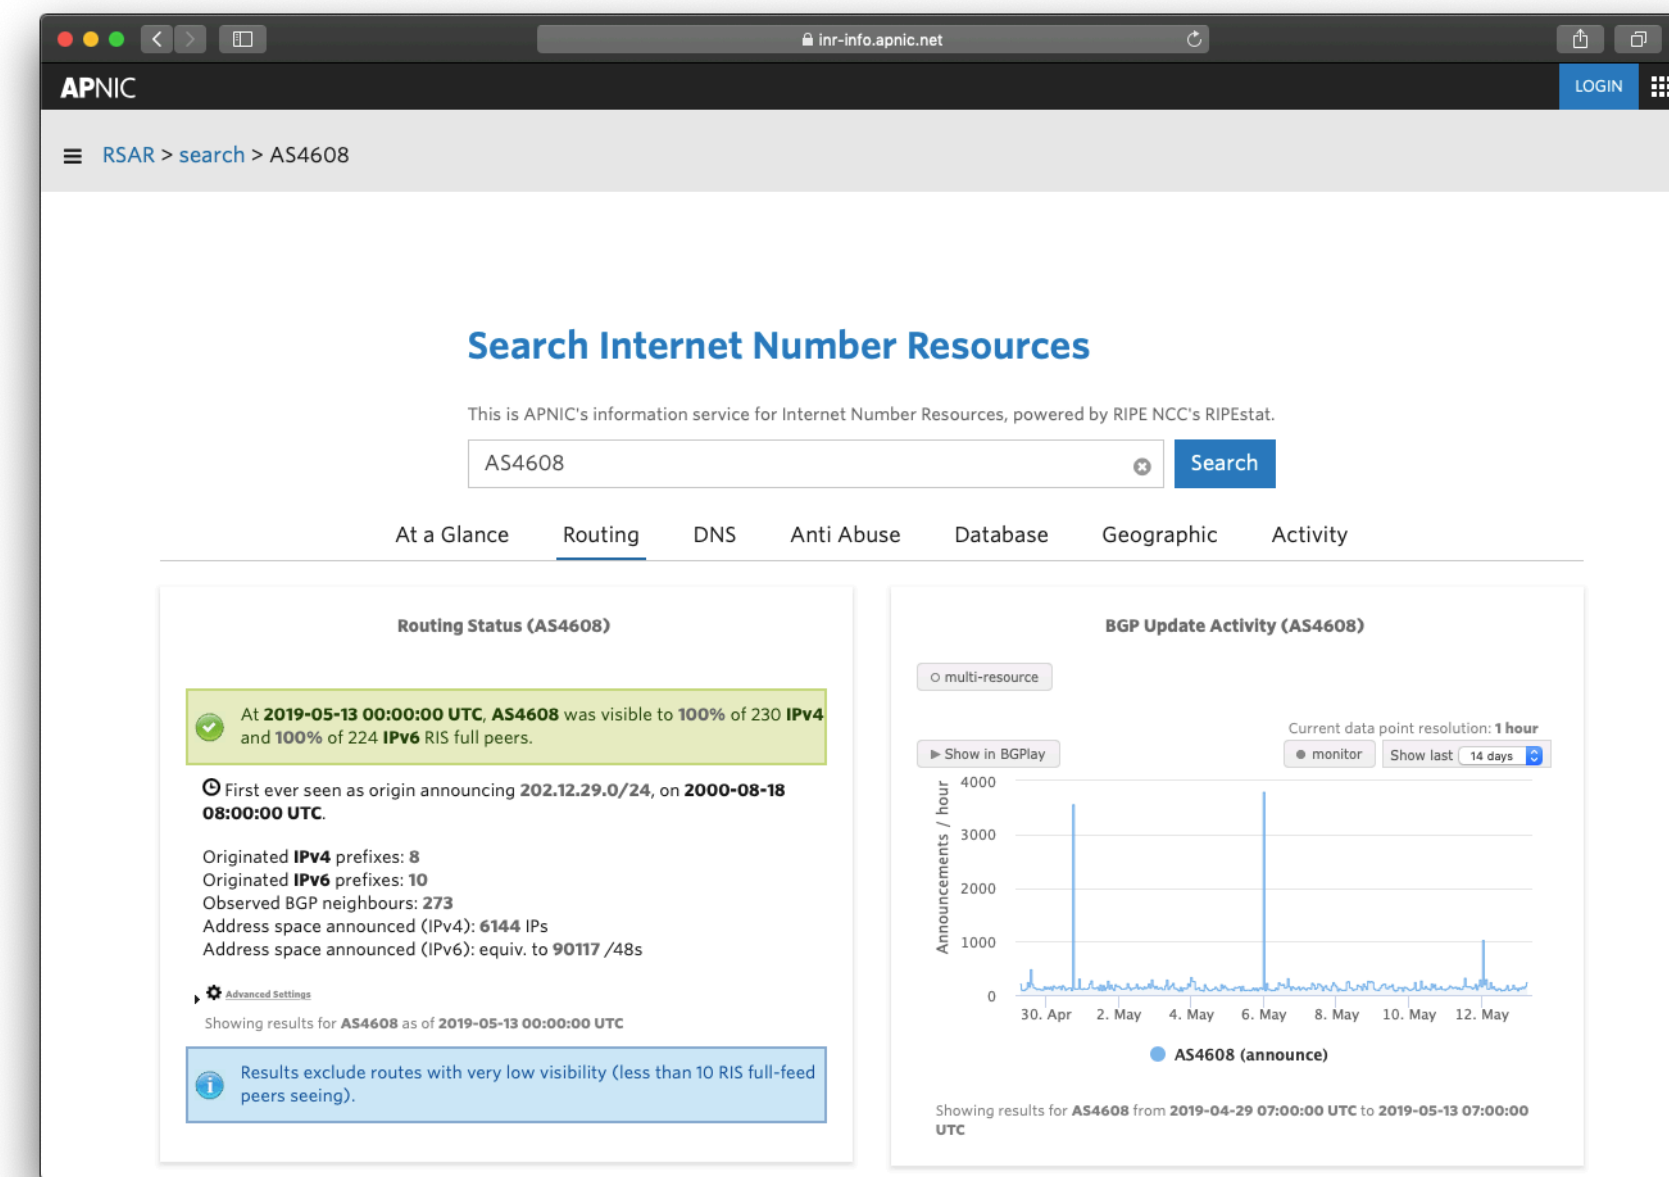 inr-info.apnic.net
APNIC
LOGIN
RSAR > search > AS4608
Search Internet Number Resources
This is APNIC's information service for Internet Number Resources, powered by RIPE NCC's RIPEstat.
AS4608
Search
At a Glance Routing DNS Anti Abuse Database Geographic Activity
Routing Status (AS4608)
At 2019-05-13 00:00:00 UTC, AS4608 was visible to 100% of 230 IPv4
and 100% of 224 IPv6 RIS full peers.
First ever seen as origin announcing 202.12.29.0/24, on 2000-08-18
08:00:00 UTC.
Originated IPv4 prefixes: 8
Originated IPv6 prefixes: 10
Observed BGP neighbours: 273
Address space announced (IPv4): 6144 IPs
Address space announced (IPv6): equiv. to 90117 /48s
Advanced Settings
Showing results for AS4608 as of 2019-05-13 00:00:00 UTC
Results exclude routes with very low visibility (less than 10 RIS full-feed
peers seeing).
BGP Update Activity (AS4608)
multi-resource
Current data point resolution: 1 hour
Show in BGPlay
monitor
Show last 14 days
Announcements / hour
4000
3000
2000
1000
0
30. Apr 2. May 4. May 6. May 8. May 10. May 12. May
AS4608 (announce)
Showing results for AS4608 from 2019-04-29 07:00:00 UTC to 2019-05-13 07:00:00
UTC